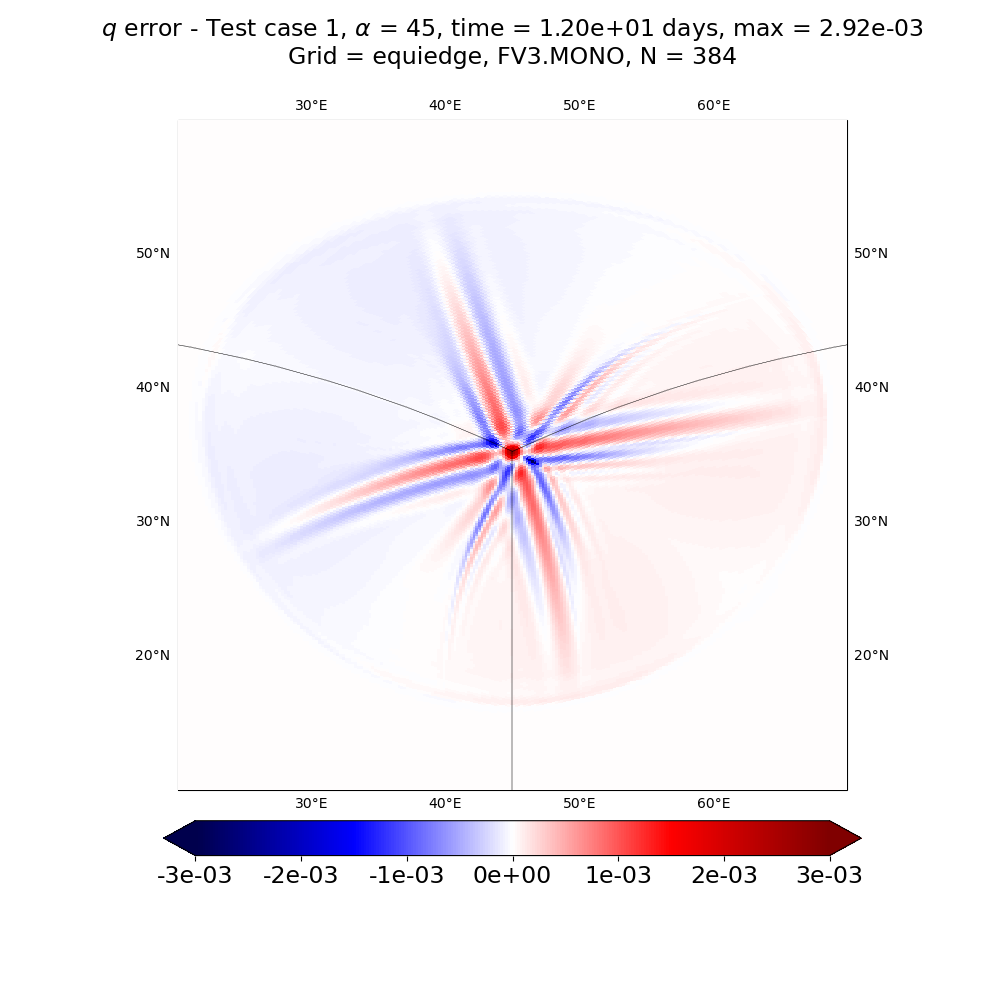 q error - Test case 1, α = 45, time = 1.20e+01 days, max = 2.92e-03
Grid = equiedge, FV3.MONO, N = 384
30°E 40°E 50°E 60°E
50°N 50°N
40°N 40°N
30°N 30°N
20°N 20°N
30°E 40°E 50°E 60°E
-3e-03 -2e-03 -1e-03 0e+00 1e-03 2e-03 3e-03